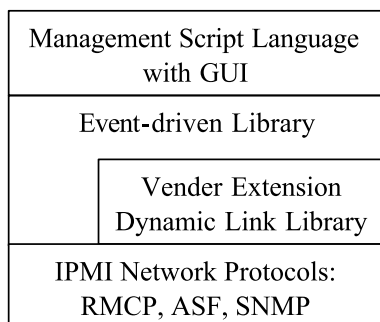 Management Script Language
with GUI
Event-driven Library
Vender Extension
Dynamic Link Library
IPMI Network Protocols:
RMCP, ASF, SNMP